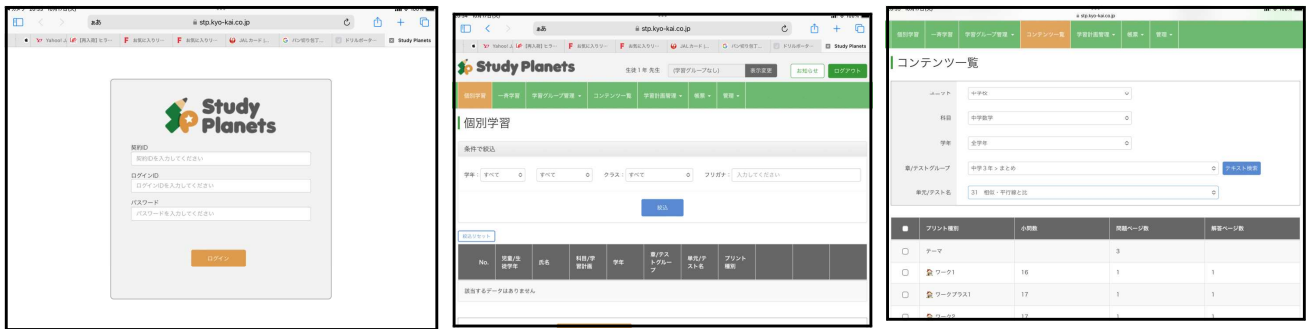 ああ
Study Planets
Study
Planets
契約ID
契約IDを入力してください
ログインID
ログインIDを入力してください
パスワード
パスワードを入力してください
ログイン
ああ
stp.kyo-kai.co.jp
Study Planets
Study Planets
生徒1年 先生
(学習グループなし)
表示変更
お知らせ
ログアウト
個別学習
一斉学習
学習グループ管理
コンテンツ一覧
学習計画管理
帳票
管理
個別学習
条件で絞込
学年:
すべて
すべて
クラス:
すべて
フリガナ:
入力してください
絞込
絞込リセット
No.
児童/生徒学年
氏名
科目/学習計画
学年
章/テストグループ
単元/テスト名
プリント種別
該当するデータはありません
stp.kyo-kai.co.jp
個別学習
一斉学習
学習グループ管理
コンテンツ一覧
学習計画管理
帳票
管理
コンテンツ一覧
中学校
科目
中学数学
学年
全学年
章/テストグループ
中学3年 > まとめ
テキスト検索
単元/テスト名
31 相似・平行線と比
プリント種別
小問数
問題ページ数
解答ページ数
テーマ
3
ワーク1
16
1
1
ワークプラス1
17
1
1
ワーク2
17
1
1